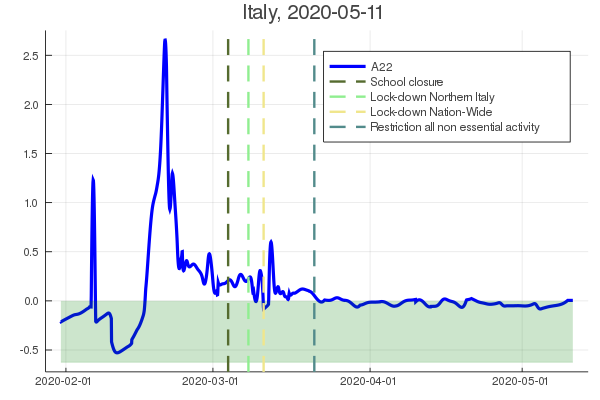 Italy, 2020-05-11
2.5
2.0
1.5
1.0
0.5
0.0
-0.5
A22
School closure
Lock-down Northern Italy
Lock-down Nation-Wide
Restriction all non essential activity
2020-02-01 2020-03-01 2020-04-01 2020-05-01